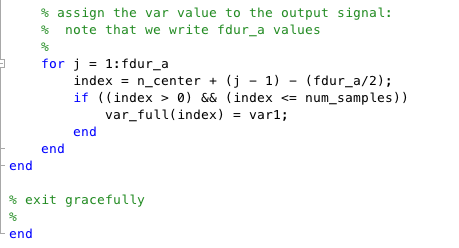 % assign the var value to the output signal:
%  note that we write fdur_a values
%
for j = 1:fdur_a
index = n_center + (j - 1) - (fdur_a/2);
if ((index > 0) && (index <= num_samples))
var_full(index) = var1;
end
end
end
% exit gracefully
%
end